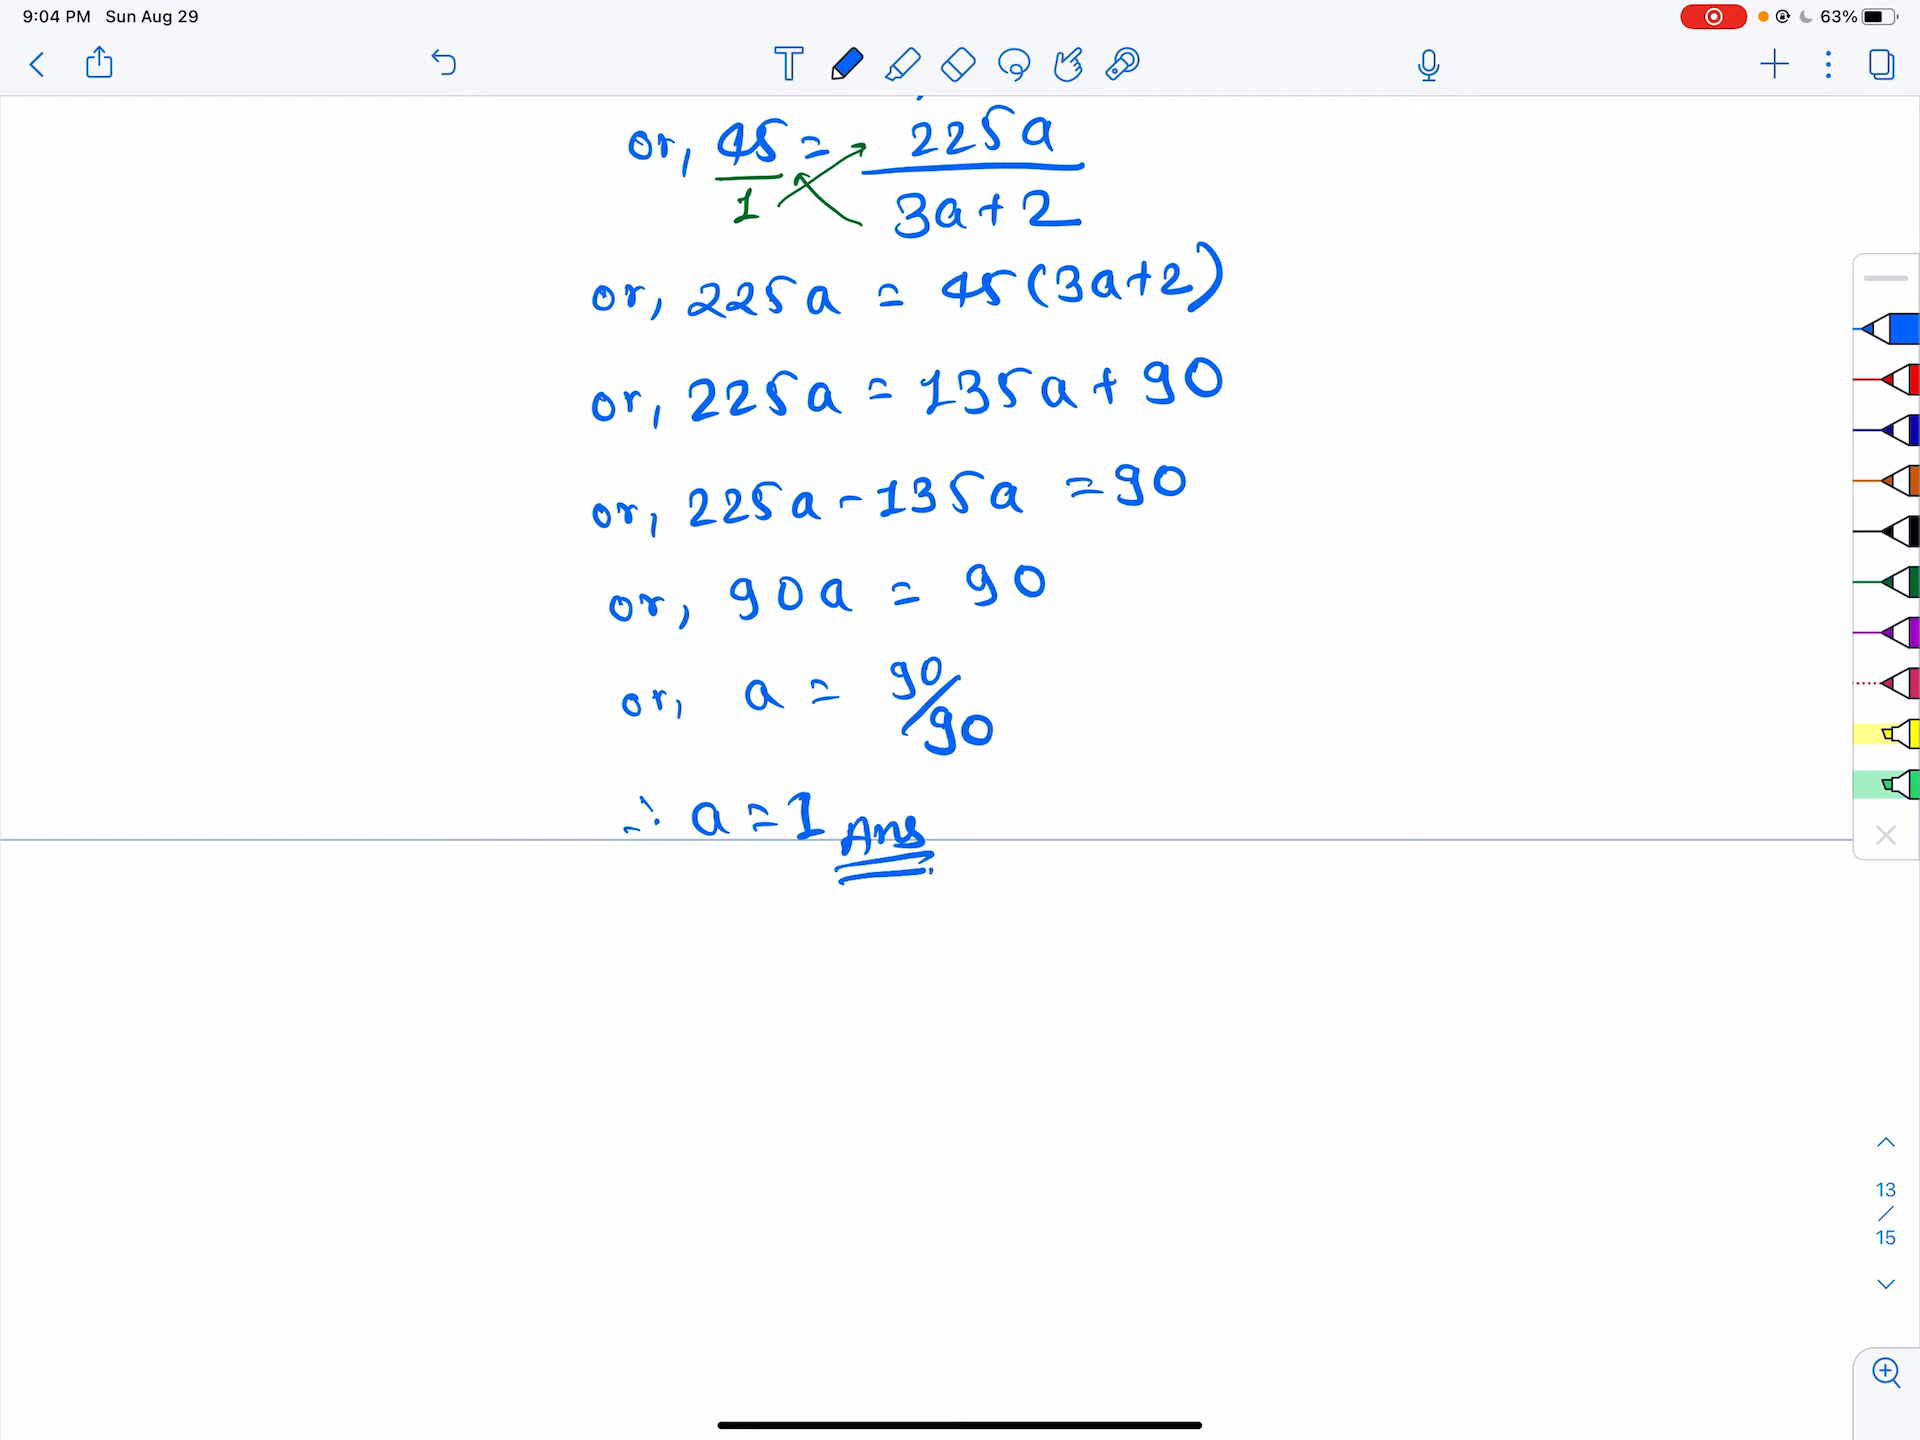 9:04 PM Sun Aug 29
63%
or, 45/1 = 225a/3a+2
or, 225a = 45(3a+2)
or, 225a = 135a + 90
or, 225a - 135a = 90
or, 90a = 90
or, a = 90/90
∴ a = 1 Ans
13
/
15